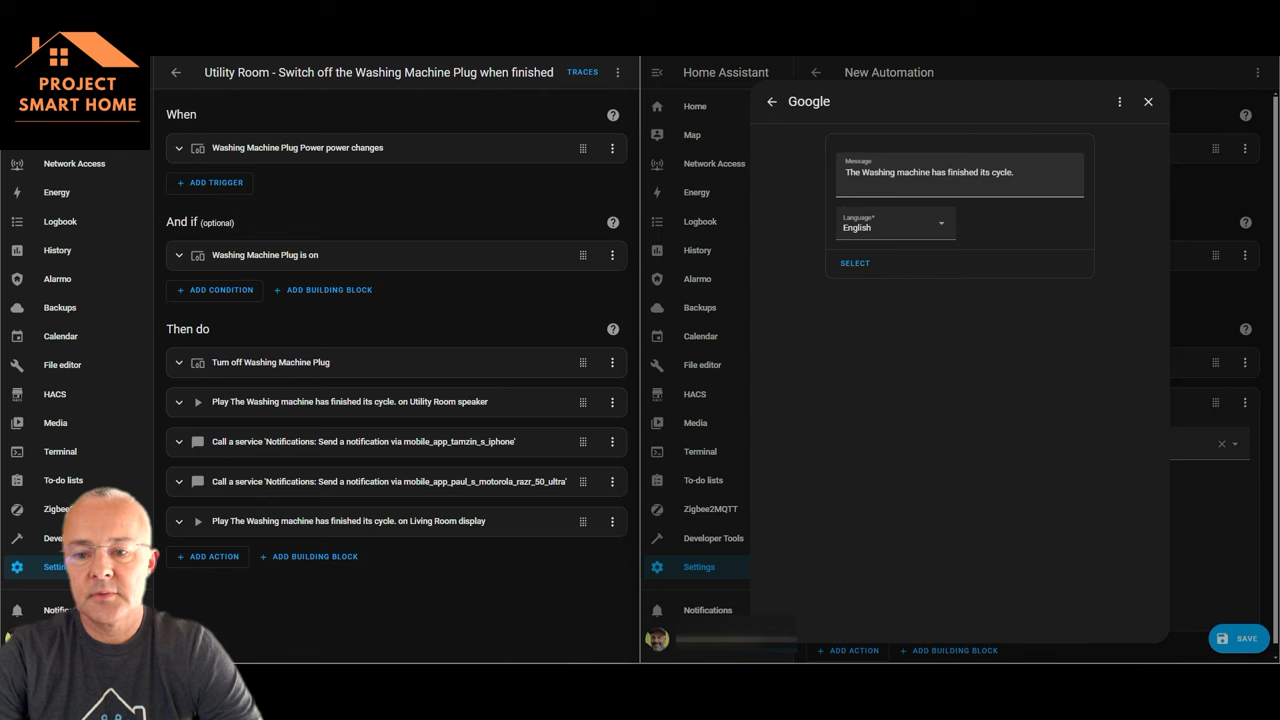 PROJECT
SMART HOME
Utility Room - Switch off the Washing Machine Plug when finished
TRACES
When
Washing Machine Plug Power power changes
+ ADD TRIGGER
And if (optional)
Washing Machine Plug is on
+ ADD CONDITION
+ ADD BUILDING BLOCK
Then do
Turn off Washing Machine Plug
Play The Washing machine has finished its cycle. on Utility Room speaker
Call a service 'Notifications: Send a notification via mobile_app_tamzin_s_iphone'
Call a service 'Notifications: Send a notification via mobile_app_paul_s_motorola_razr_50_ultra'
Play The Washing machine has finished its cycle. on Living Room display
+ ADD ACTION
+ ADD BUILDING BLOCK
Network Access
Energy
Logbook
History
Alarmo
Backups
Calendar
File editor
HACS
Media
Terminal
To-do lists
Zigbe
Deve
Settin
Notific
Home Assistant
New Automation
Home
Map
Network Access
Energy
Logbook
History
Alarmo
Backups
Calendar
File editor
HACS
Media
Terminal
To-do lists
Zigbee2MQTT
Developer Tools
Settings
Notifications
Google
Message
The Washing machine has finished its cycle.
Language*
English
SELECT
+ ADD ACTION
+ ADD BUILDING BLOCK
SAVE